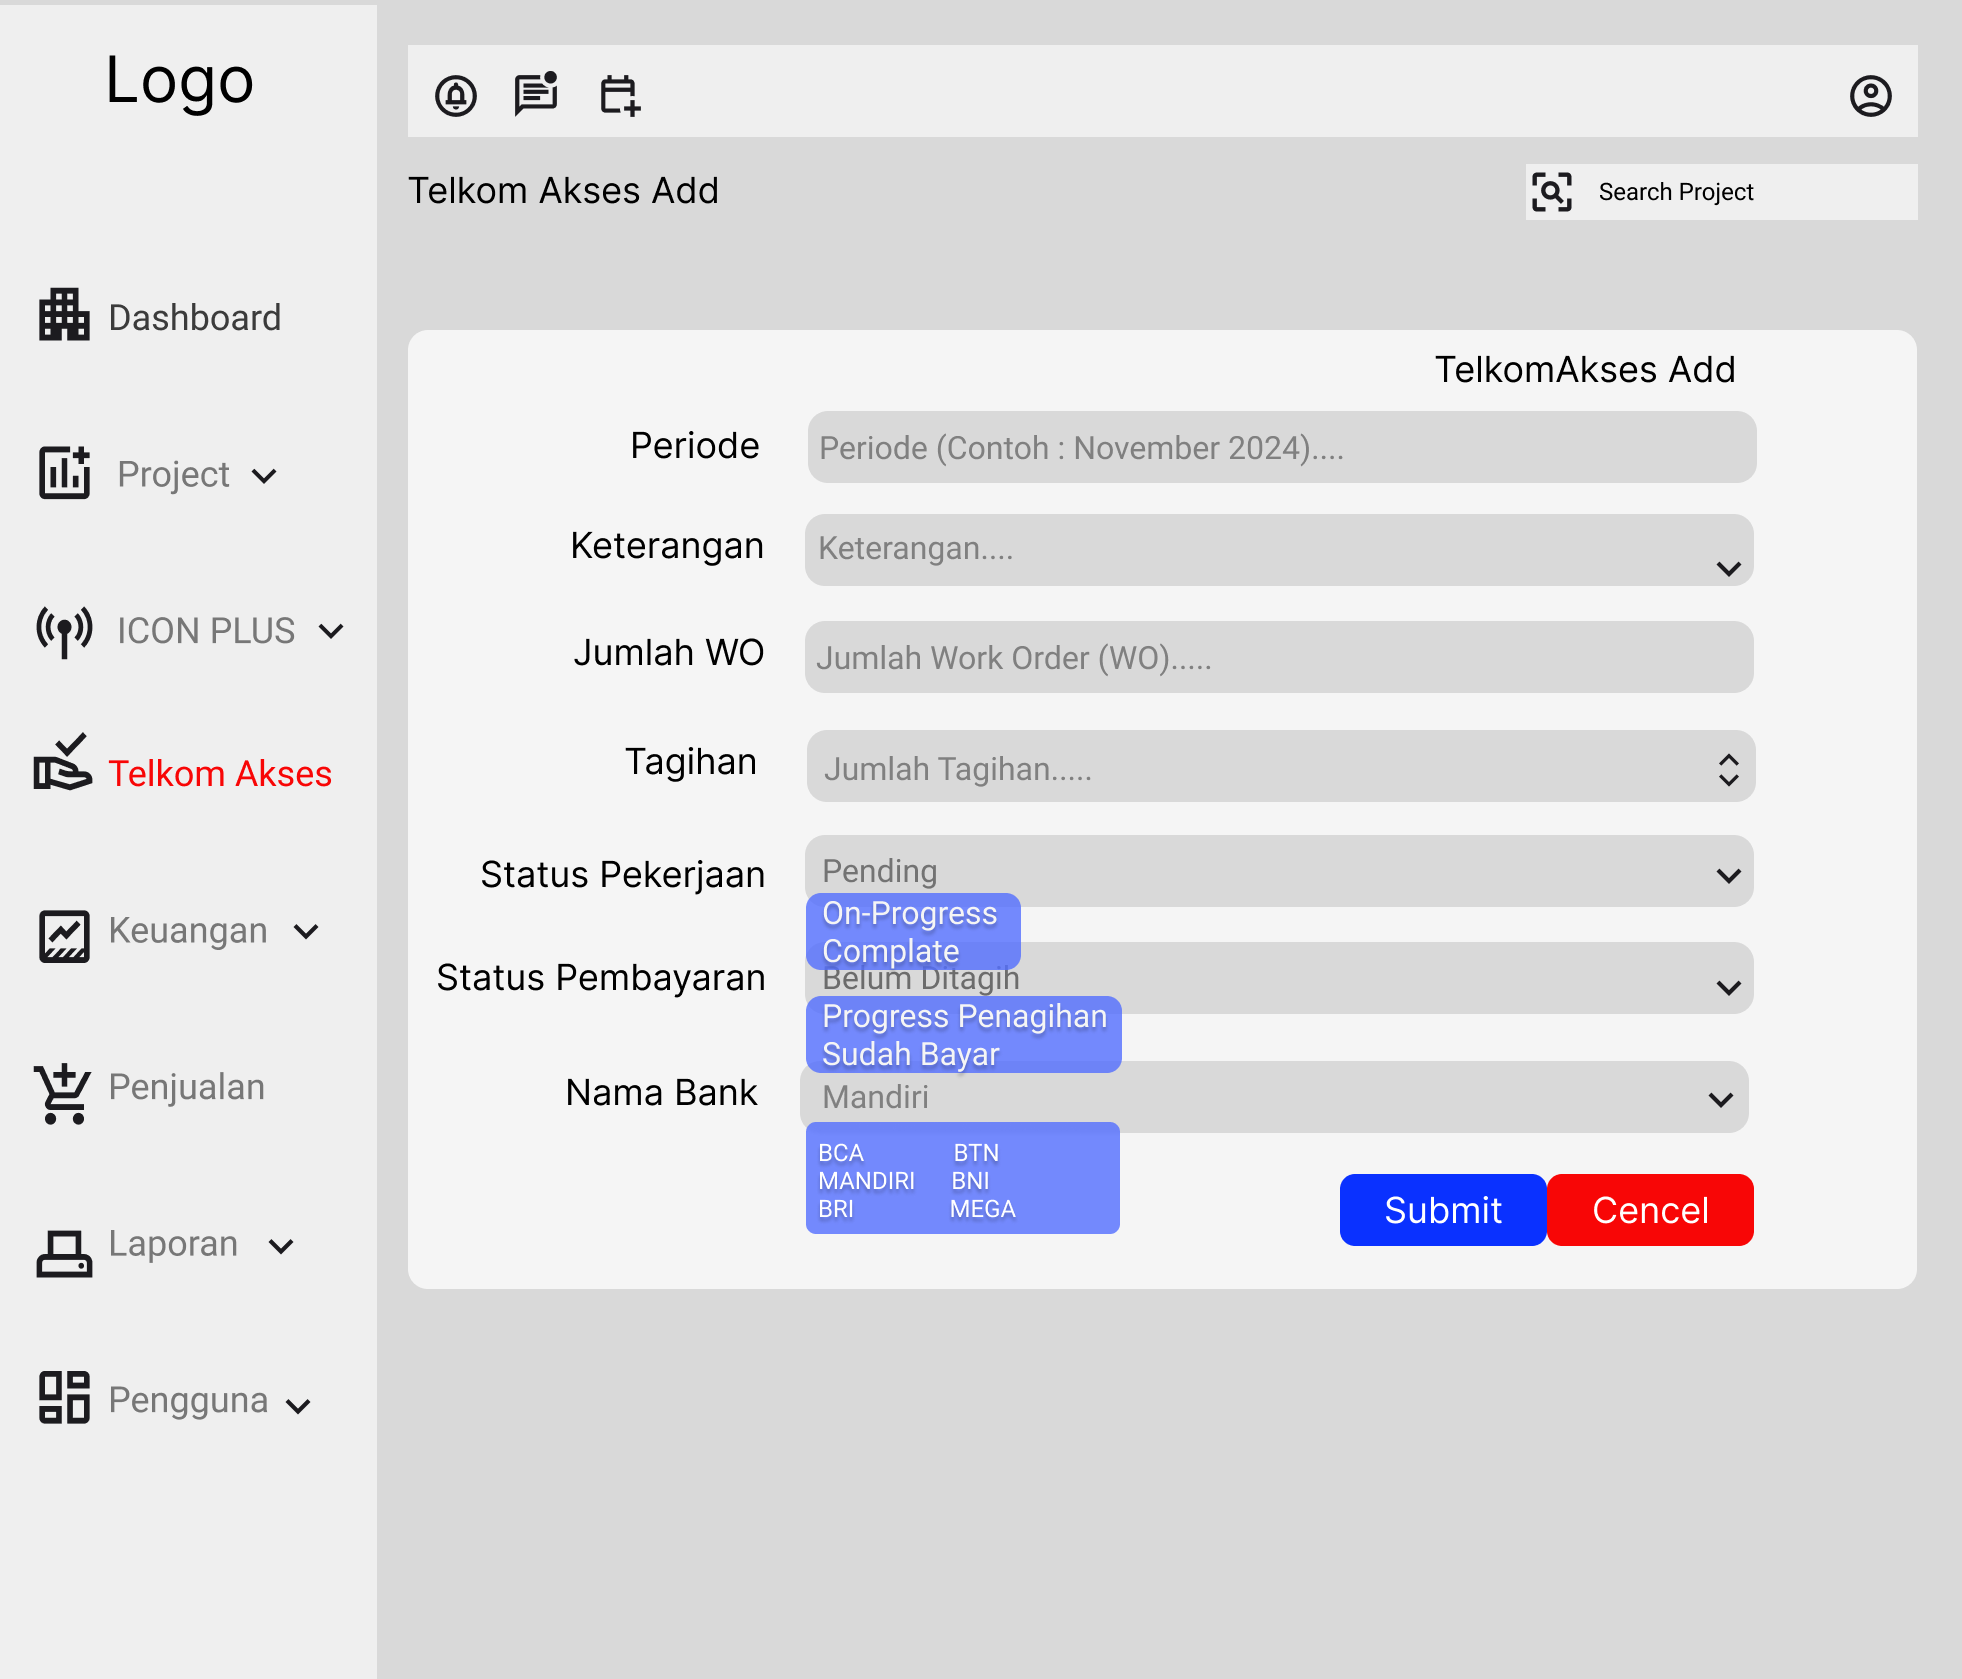 Logo
Dashboard
Project
ICON PLUS
Telkom Akses
Keuangan
Penjualan
Laporan
Pengguna
Telkom Akses Add
Search Project
TelkomAkses Add
Periode
Periode (Contoh : November 2024)....
Keterangan
Keterangan....
Jumlah WO
Jumlah Work Order (WO).....
Tagihan
Jumlah Tagihan.....
Status Pekerjaan
Pending
On-Progress
Complate
Status Pembayaran
Belum Ditagih
Progress Penagihan
Sudah Bayar
Nama Bank
Mandiri
BCA BTN
MANDIRI BNI
BRI MEGA
Submit
Cencel